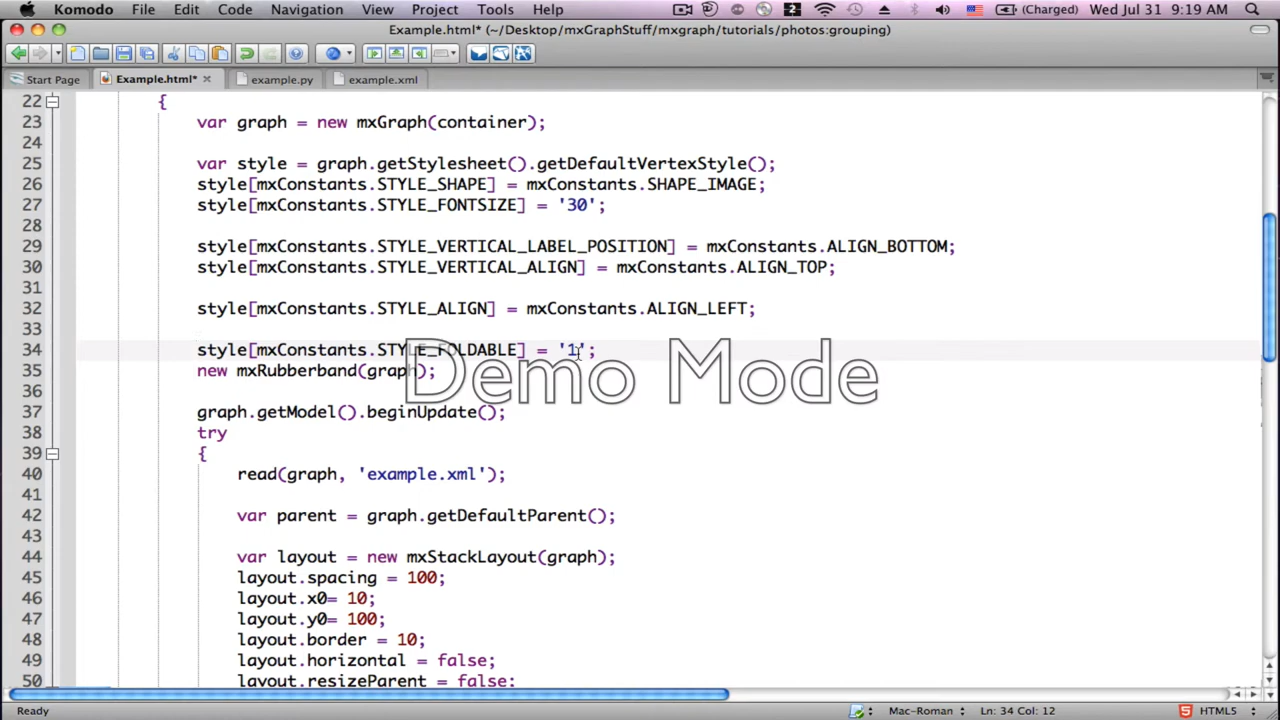 Komodo File Edit Code Navigation View Project Tools Help 2 (Charged) Wed Jul 31 9:19 AM
Example.html* (~/Desktop/mxGraphStuff/mxgraph/tutorials/photos:grouping)
Start Page Example.html* example.py example.xml
22 {
23 var graph = new mxGraph(container);
24
25 var style = graph.getStylesheet().getDefaultVertexStyle();
26 style[mxConstants.STYLE_SHAPE] = mxConstants.SHAPE_IMAGE;
27 style[mxConstants.STYLE_FONTSIZE] = '30';
28
29 style[mxConstants.STYLE_VERTICAL_LABEL_POSITION] = mxConstants.ALIGN_BOTTOM;
30 style[mxConstants.STYLE_VERTICAL_ALIGN] = mxConstants.ALIGN_TOP;
31
32 style[mxConstants.STYLE_ALIGN] = mxConstants.ALIGN_LEFT;
33
34 style[mxConstants.STYLE_FOLDABLE] = '1';
Demo Mode
35 new mxRubberband(graph);
36
37 graph.getModel().beginUpdate();
38 try
39 {
40 read(graph, 'example.xml');
41
42 var parent = graph.getDefaultParent();
43
44 var layout = new mxStackLayout(graph);
45 layout.spacing = 100;
46 layout.x0= 10;
47 layout.y0= 100;
48 layout.border = 10;
49 layout.horizontal = false;
50 layout.resizeParent = false;
Ready Mac-Roman Ln: 34 Col: 12 HTML5